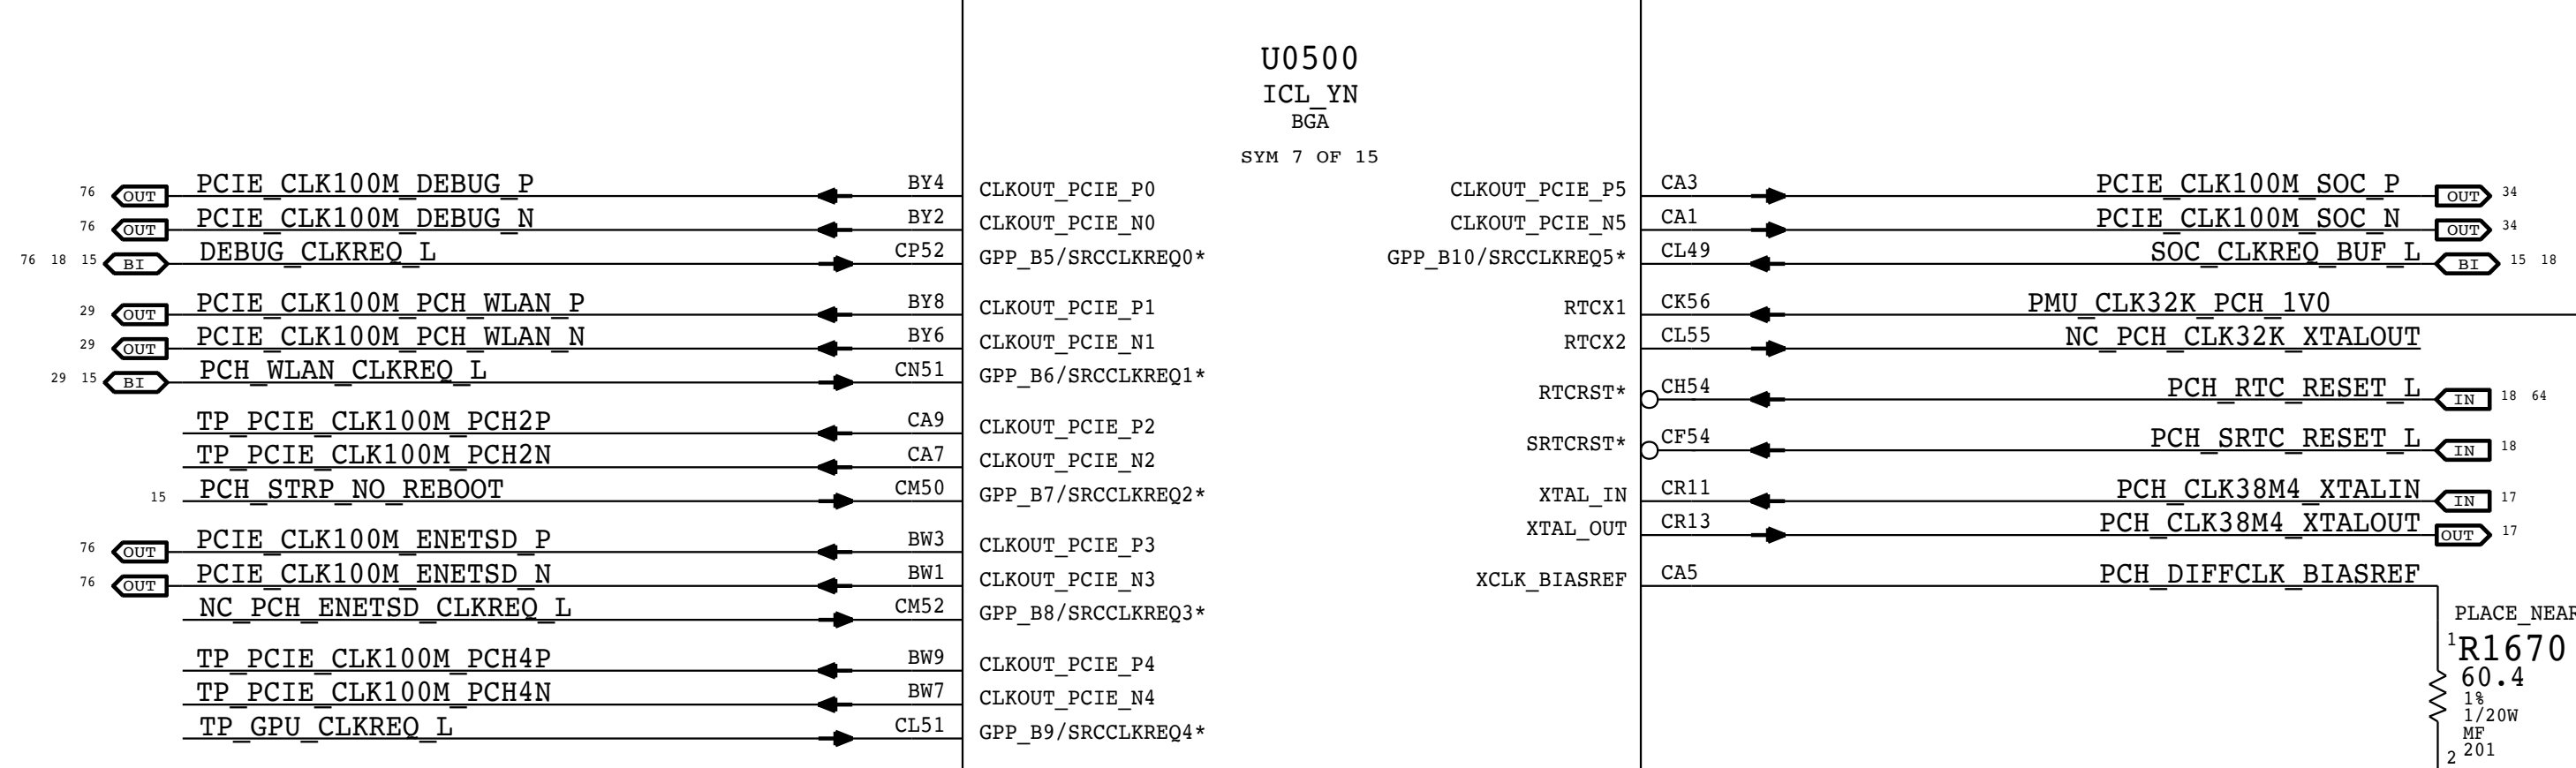 U0500
ICL_YN
BGA
SYM 7 OF 15
76 OUT PCIE_CLK100M_DEBUG_P BY4 CLKOUT_PCIE_P0
76 OUT PCIE_CLK100M_DEBUG_N BY2 CLKOUT_PCIE_N0
76 18 15 BI DEBUG_CLKREQ_L CP52 GPP_B5/SRCCLKREQ0*
29 OUT PCIE_CLK100M_PCH_WLAN_P BY8 CLKOUT_PCIE_P1
29 OUT PCIE_CLK100M_PCH_WLAN_N BY6 CLKOUT_PCIE_N1
29 15 BI PCH_WLAN_CLKREQ_L CN51 GPP_B6/SRCCLKREQ1*
TP_PCIE_CLK100M_PCH2P CA9 CLKOUT_PCIE_P2
TP_PCIE_CLK100M_PCH2N CA7 CLKOUT_PCIE_N2
15 PCH_STRP_NO_REBOOT CM50 GPP_B7/SRCCLKREQ2*
76 OUT PCIE_CLK100M_ENETSD_P BW3 CLKOUT_PCIE_P3
76 OUT PCIE_CLK100M_ENETSD_N BW1 CLKOUT_PCIE_N3
NC_PCH_ENETSD_CLKREQ_L CM52 GPP_B8/SRCCLKREQ3*
TP_PCIE_CLK100M_PCH4P BW9 CLKOUT_PCIE_P4
TP_PCIE_CLK100M_PCH4N BW7 CLKOUT_PCIE_N4
TP_GPU_CLKREQ_L CL51 GPP_B9/SRCCLKREQ4*
CLKOUT_PCIE_P5 CA3 PCIE_CLK100M_SOC_P OUT 34
CLKOUT_PCIE_N5 CA1 PCIE_CLK100M_SOC_N OUT 34
GPP_B10/SRCCLKREQ5* CL49 SOC_CLKREQ_BUF_L BI 15 18
RTCX1 CK56 PMU_CLK32K_PCH_1V0
RTCX2 CL55 NC_PCH_CLK32K_XTALOUT
RTCRST* CH54 PCH_RTC_RESET_L IN 18 64
SRTCRST* CF54 PCH_SRTC_RESET_L IN 18
XTAL_IN CR11 PCH_CLK38M4_XTALIN IN 17
XTAL_OUT CR13 PCH_CLK38M4_XTALOUT OUT 17
XCLK_BIASREF CA5 PCH_DIFFCLK_BIASREF
PLACE_NEAR
1 R1670
60.4
1%
1/20W
MF
2 201